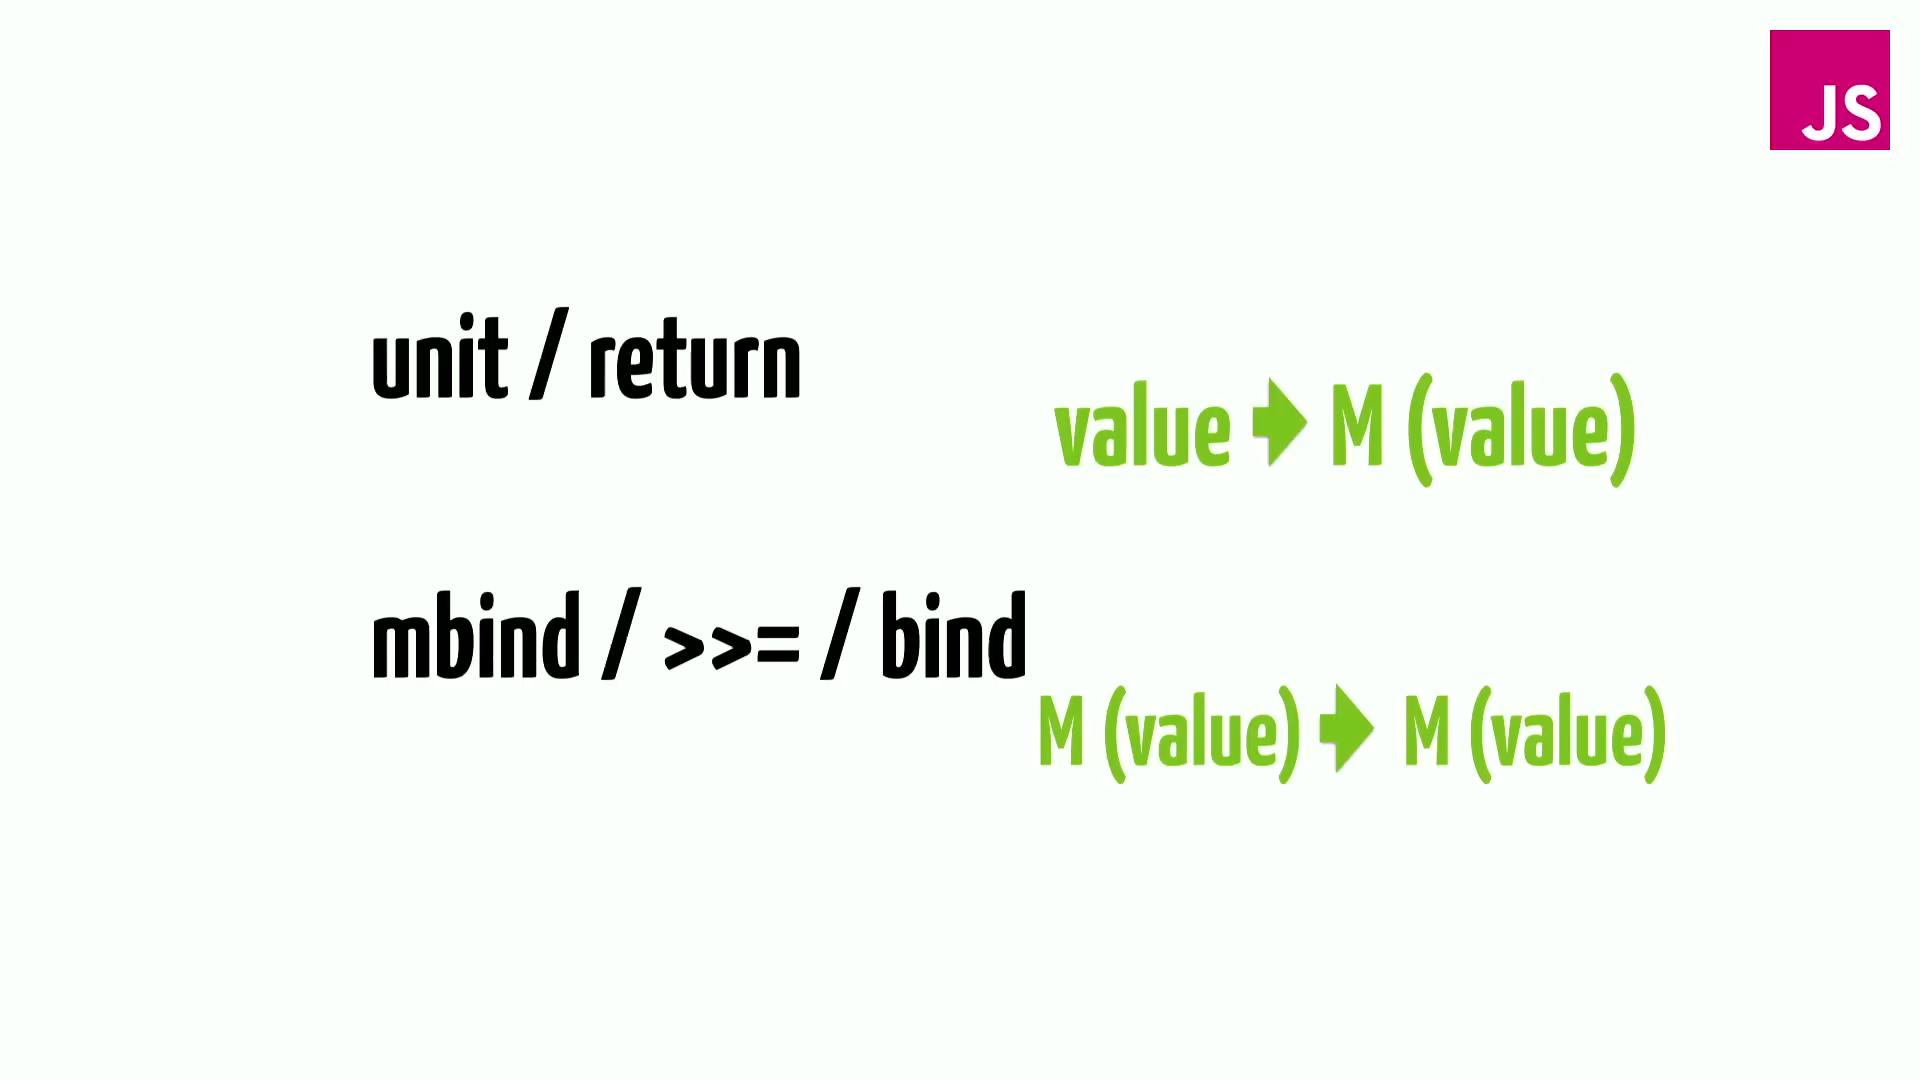 JS
unit / return
value 🡆 M (value)
mbind / >>= / bind
M (value) 🡆 M (value)